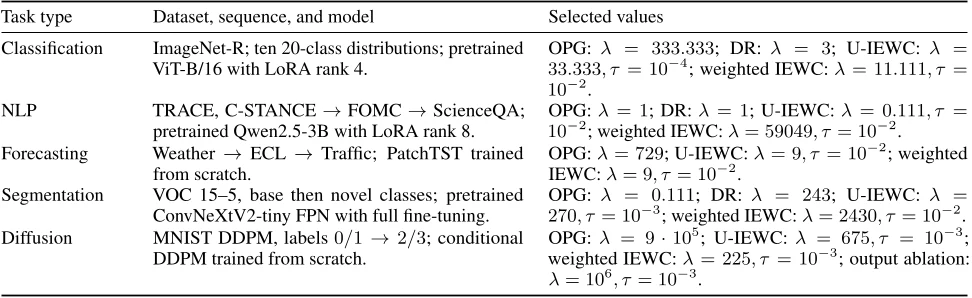 Task type Dataset, sequence, and model Selected values
Classification ImageNet-R; ten 20-class distributions; pretrained OPG: λ = 333.333; DR: λ = 3; U-IEWC: λ =
ViT-B/16 with LoRA rank 4. 33.333, τ = 10⁻⁴; weighted IEWC: λ = 11.111, τ =
10⁻².
NLP TRACE, C-STANCE → FOMC → ScienceQA; OPG: λ = 1; DR: λ = 1; U-IEWC: λ = 0.111, τ =
pretrained Qwen2.5-3B with LoRA rank 8. 10⁻²; weighted IEWC: λ = 59049, τ = 10⁻².
Forecasting Weather → ECL → Traffic; PatchTST trained OPG: λ = 729; U-IEWC: λ = 9, τ = 10⁻²; weighted
from scratch. IEWC: λ = 9, τ = 10⁻².
Segmentation VOC 15–5, base then novel classes; pretrained OPG: λ = 0.111; DR: λ = 243; U-IEWC: λ =
ConvNeXtV2-tiny FPN with full fine-tuning. 270, τ = 10⁻³; weighted IEWC: λ = 2430, τ = 10⁻².
Diffusion MNIST DDPM, labels 0/1 → 2/3; conditional OPG: λ = 9 · 10⁵; U-IEWC: λ = 675, τ = 10⁻³;
DDPM trained from scratch. weighted IEWC: λ = 225, τ = 10⁻³; output ablation:
λ = 10⁶, τ = 10⁻³.